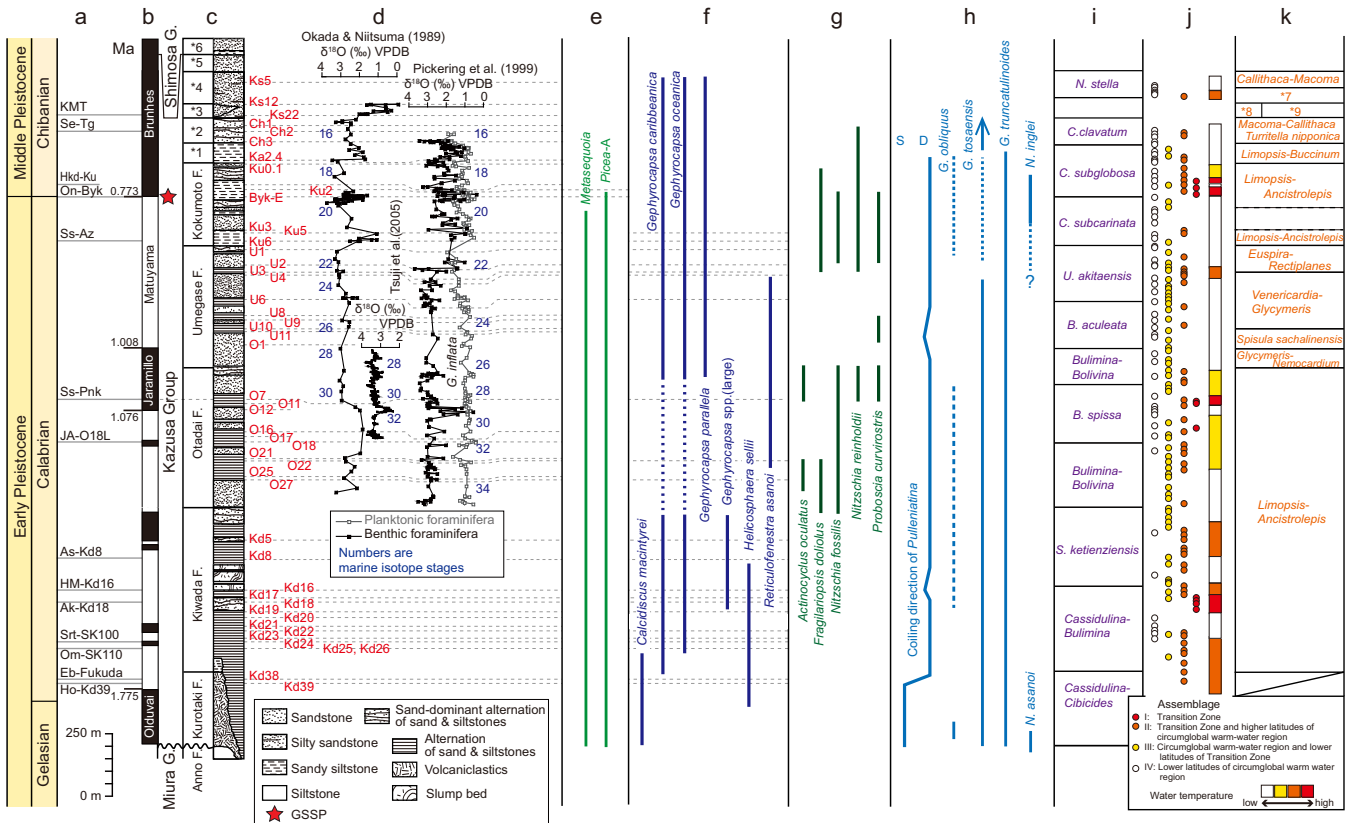 a b c d e f g h i j k
Okada & Niitsuma (1989)
δ¹⁸O (‰) VPDB
4 3 2 1 0
Pickering et al. (1999)
δ¹⁸O (‰) VPDB
4 3 2 1 0
Tsuji et al. (2005)
δ¹⁸O (‰)
VPDB
4 3 2
G. inflata
Ma
Middle Pleistocene
Chibanian
Early Pleistocene
Calabrian
Gelasian
KMT
Se-Tg
Hkd-Ku
On-Byk
0.773
Ss-Az
1.008
Ss-Pnk
1.076
JA-O18L
As-Kd8
HM-Kd16
Ak-Kd18
Srt-SK100
Om-SK110
Eb-Fukuda
Ho-Kd39
1.775
250 m
0 m
Brunhes
Matuyama
Jaramillo
Olduvai
Shimosa G.
Kazusa Group
Miura G.
*6
*5
*4
*3
*2
*1
Kokumoto F.
Umegase F.
Otadai F.
Kiwada F.
Kurotaki F.
Anno F.
Ks5
Ks12
Ks22
Ch1
Ch2
Ch3
Ka2.4
Ku0.1
Ku2
Byk-E
Ku3
Ku5
Ku6
U1
U2
U3
U4
U6
U8
U9
U10
U11
O1
O7
O11
O12
O16
O17
O18
O21
O22
O25
O27
Kd5
Kd8
Kd16
Kd17
Kd18
Kd19
Kd20
Kd21
Kd22
Kd23
Kd24
Kd25, Kd26
Kd38
Kd39
16
18
20
22
24
26
28
30
28
30
32
16
18
20
22
24
26
28
30
32
34
Planktonic foraminifera
Benthic foraminifera
Numbers are
marine isotope stages
Sandstone
Silty sandstone
Sandy siltstone
Siltstone
GSSP
Sand-dominant alternation
of sand & siltstones
Alternation
of sand & siltstones
Volcaniclastics
Slump bed
Metasequoia
Picea-A
Calcidiscus macintyrei
Gephyrocapsa caribbeanica
Gephyrocapsa oceanica
Gephyrocapsa parallela
Gephyrocapsa spp.(large)
Helicosphaera sellii
Reticulofenestra asanoi
Actinocyclus oculatus
Fragilariopsis doliolus
Nitzschia fossilis
Nitzschia reinholdii
Proboscia curvirostris
S D
Coiling direction of Pulleniatina
G. obliquus
G. tosaensis
G. truncatulinoides
N. inglei
?
N. asanoi
N. stella
C.clavatum
C. subglobosa
C. subcarinata
U. akitaensis
B. aculeata
Bulimina-
Bolivina
B. spissa
Bulimina-
Bolivina
S. ketienziensis
Cassidulina-
Bulimina
Cassidulina-
Cibicides
Callithaca-Macoma
*7
*8 *9
Macoma-Callithaca
Turritella nipponica
Limopsis-Buccinum
Limopsis-
Ancistrolepis
Limopsis-Ancistrolepis
Euspira-
Rectiplanes
Venericardia-
Glycymeris
Spisula sachalinensis
Glycymeris-
Nemocardium
Limopsis-
Ancistrolepis
Assemblage
I: Transition Zone
II: Transition Zone and higher latitudes of
circumglobal warm-water region
III: Circumglobal warm-water region and lower
latitudes of Transition Zone
IV: Lower latitudes of circumglobal warm water
region
Water temperature
low high